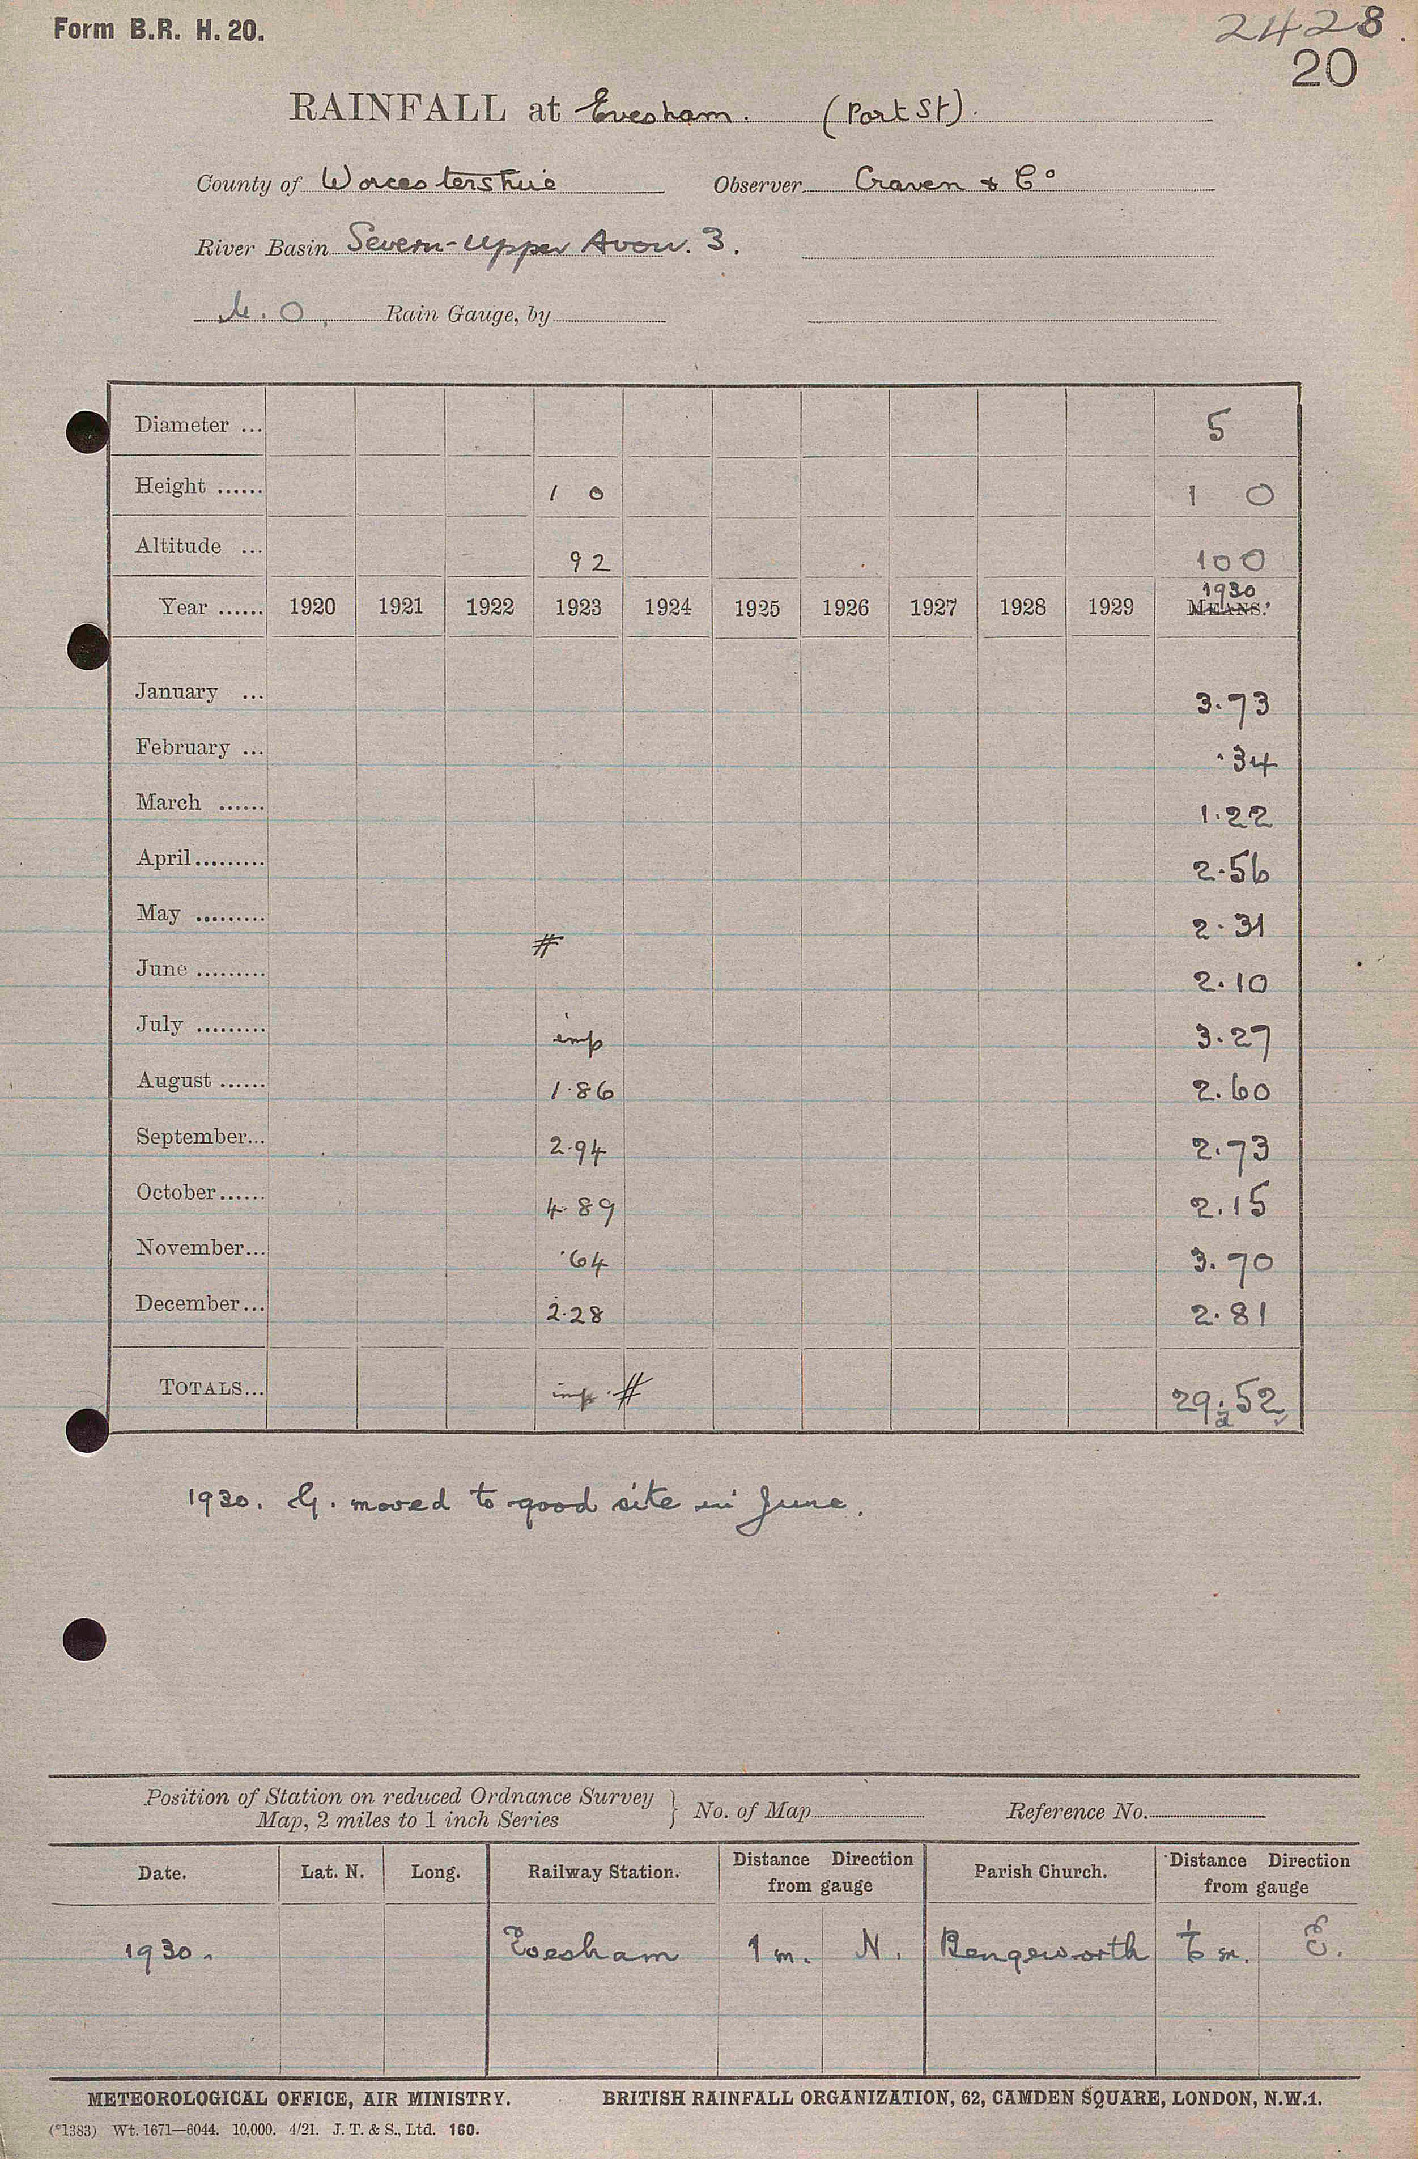 Form B.R. H. 20.
2428.
20
RAINFALL at Evesham. (Port St).
County of Worcestershire Observer Craven & Co
River Basin Severn-Upper Avon. 3.
M.O. Rain Gauge, by
Diameter ... 5
Height ...... 1 0 1 0
Altitude ... 92 100
1930
Year ...... 1920 1921 1922 1923 1924 1925 1926 1927 1928 1929 MEANS.
January ... 3.73
February ... .34
March ...... 1.22
April......... 2.56
May ......... 2.31
#
June ......... 2.10
July ......... imp 3.27
August ...... 1.86 2.60
September... 2.94 2.73
October...... 4.89 2.15
November... .64 3.70
December... 2.28 2.81
TOTALS... imp. # 29.52
1930. G. moved to good site in June.
Position of Station on reduced Ordnance Survey
Map, 2 miles to 1 inch Series } No. of Map Reference No.
Date. Lat. N. Long. Railway Station. Distance Direction from gauge Parish Church. Distance Direction from gauge
1930. Evesham 1 m. N. Bengeworth 1/6 m. E.
METEOROLOGICAL OFFICE, AIR MINISTRY. BRITISH RAINFALL ORGANIZATION, 62, CAMDEN SQUARE, LONDON, N.W.1.
(*1383) Wt. 1671—6044. 10,000. 4/21. J. T. & S., Ltd. 160.